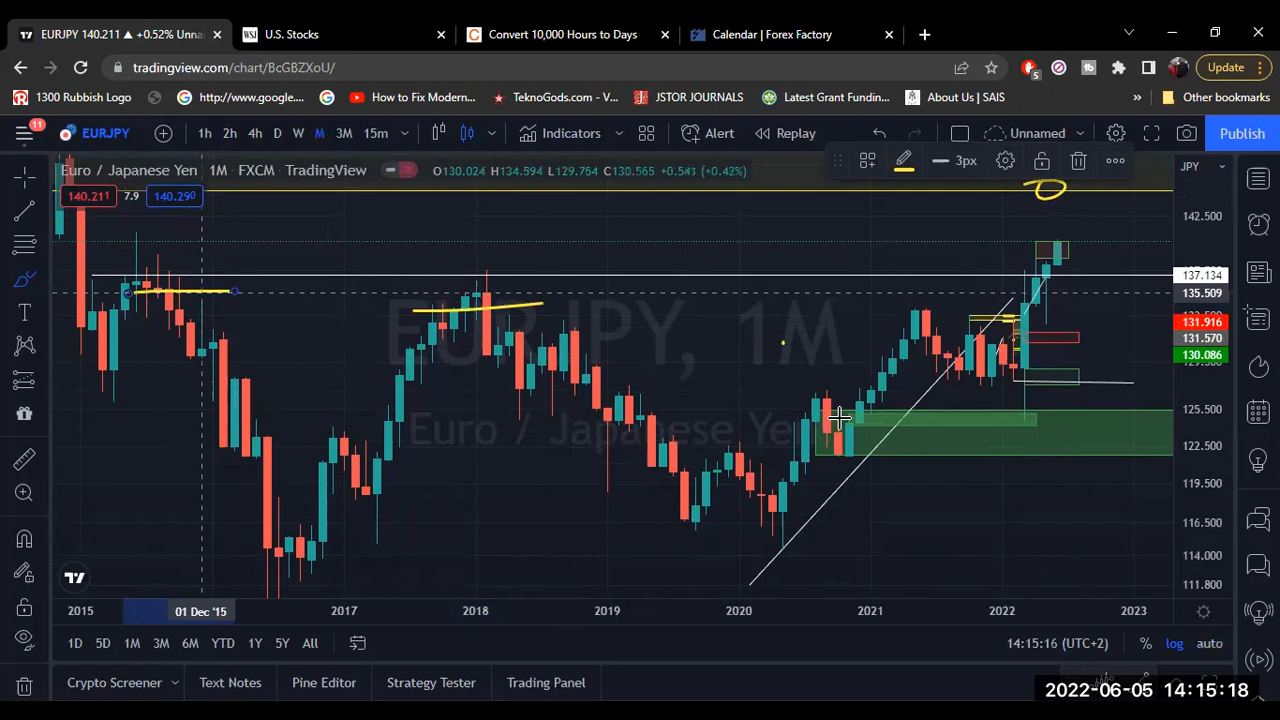 EURJPY 140.211 ▲ +0.52% Unna
U.S. Stocks
Convert 10,000 Hours to Days
Calendar | Forex Factory
tradingview.com/chart/BcGBZXoU/
5
Update
1300 Rubbish Logo
http://www.google....
How to Fix Modern...
TeknoGods.com - V...
JSTOR JOURNALS
Latest Grant Fundin...
About Us | SAIS
»
Other bookmarks
11
EURJPY
1h 2h 4h D W M 3M 15m
Indicators
Alert
Replay
Unnamed
Publish
Euro / Japanese Yen 1M FXCM TradingView
O130.024 H134.594 L129.764 C130.565 +0.541 (+0.42%)
3px
JPY
140.211 7.9 140.290
142.500
137.134
135.509
131.916
131.570
130.086
125.500
122.500
119.500
116.500
114.000
111.800
EURJPY, 1M
Euro / Japanese Yen
2015 01 Dec '15 2017 2018 2019 2020 2021 2022 2023
1D 5D 1M 3M 6M YTD 1Y 5Y All
14:15:16 (UTC+2) % log auto
Crypto Screener Text Notes Pine Editor Strategy Tester Trading Panel
2022-06-05 14:15:18